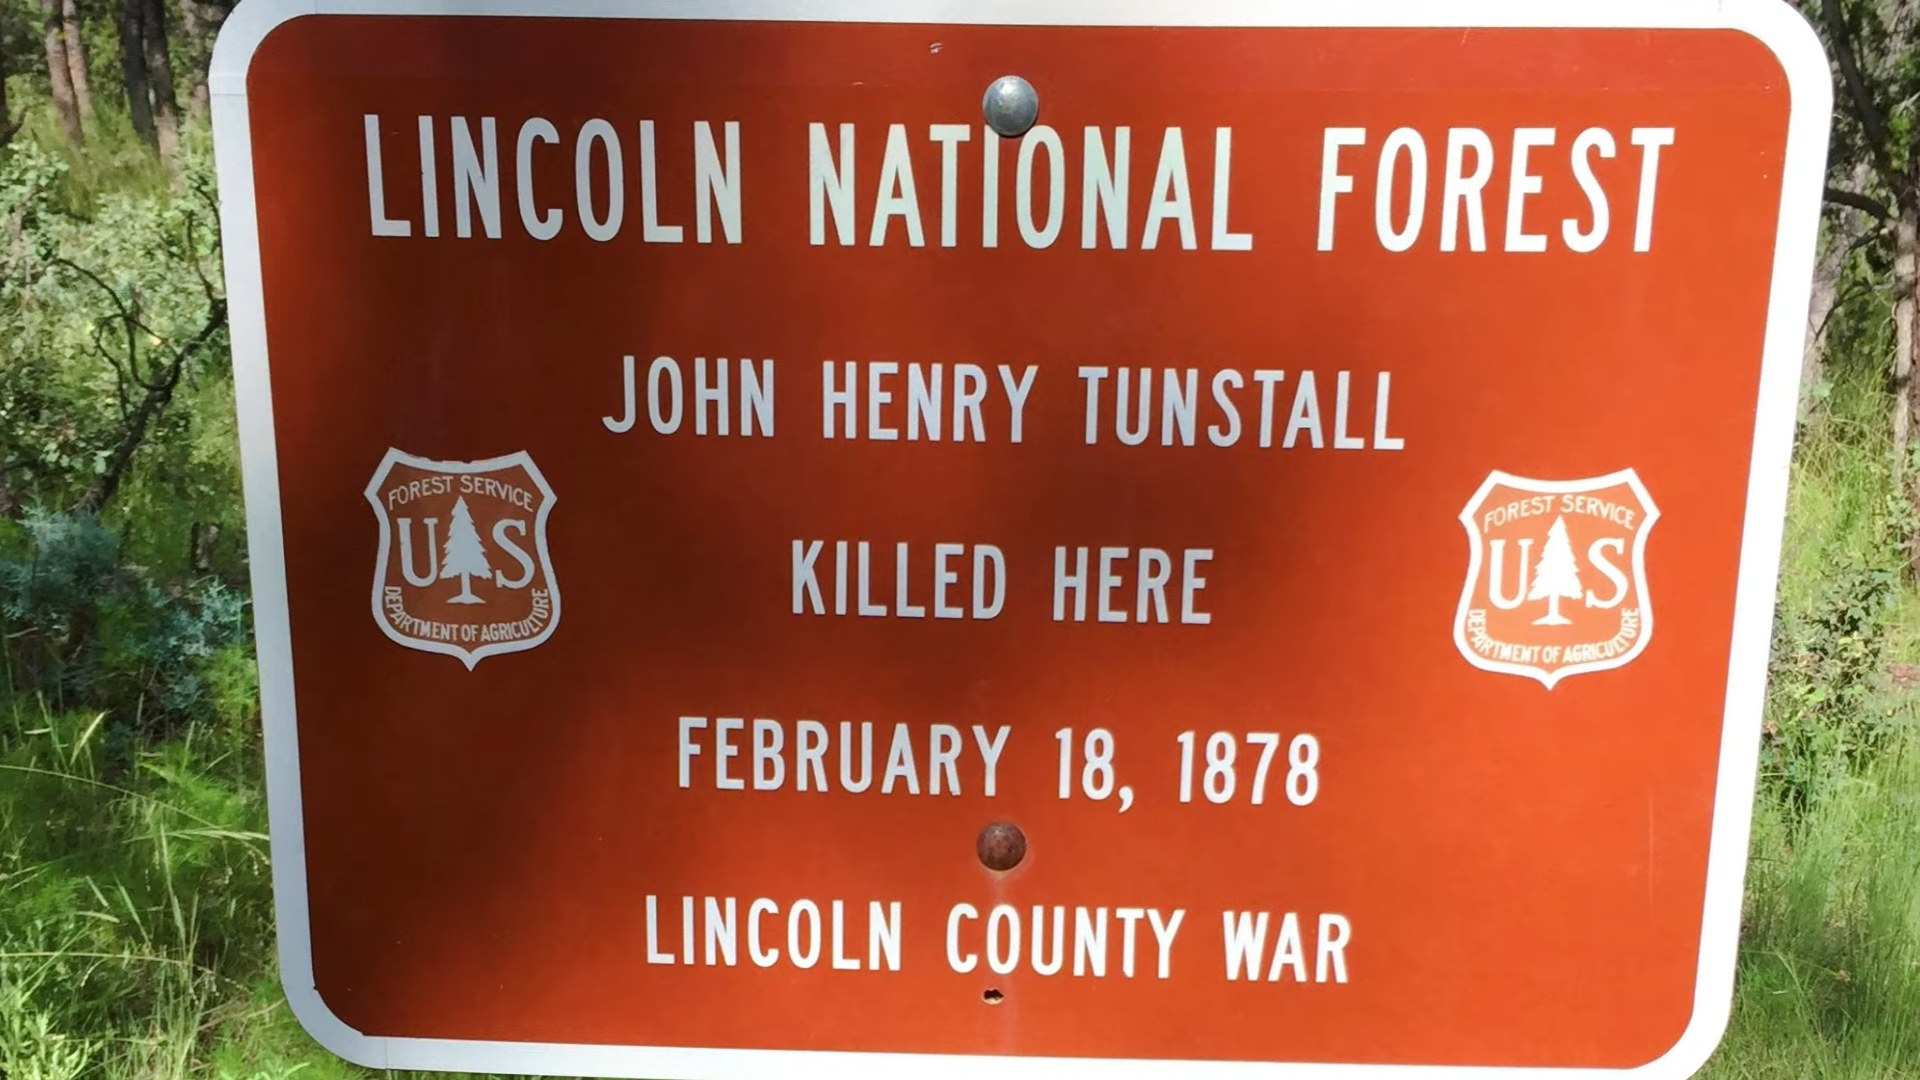 LINCOLN NATIONAL FOREST
JOHN HENRY TUNSTALL
FOREST SERVICE
U S
DEPARTMENT OF AGRICULTURE
KILLED HERE
FOREST SERVICE
U S
DEPARTMENT OF AGRICULTURE
FEBRUARY 18, 1878
LINCOLN COUNTY WAR